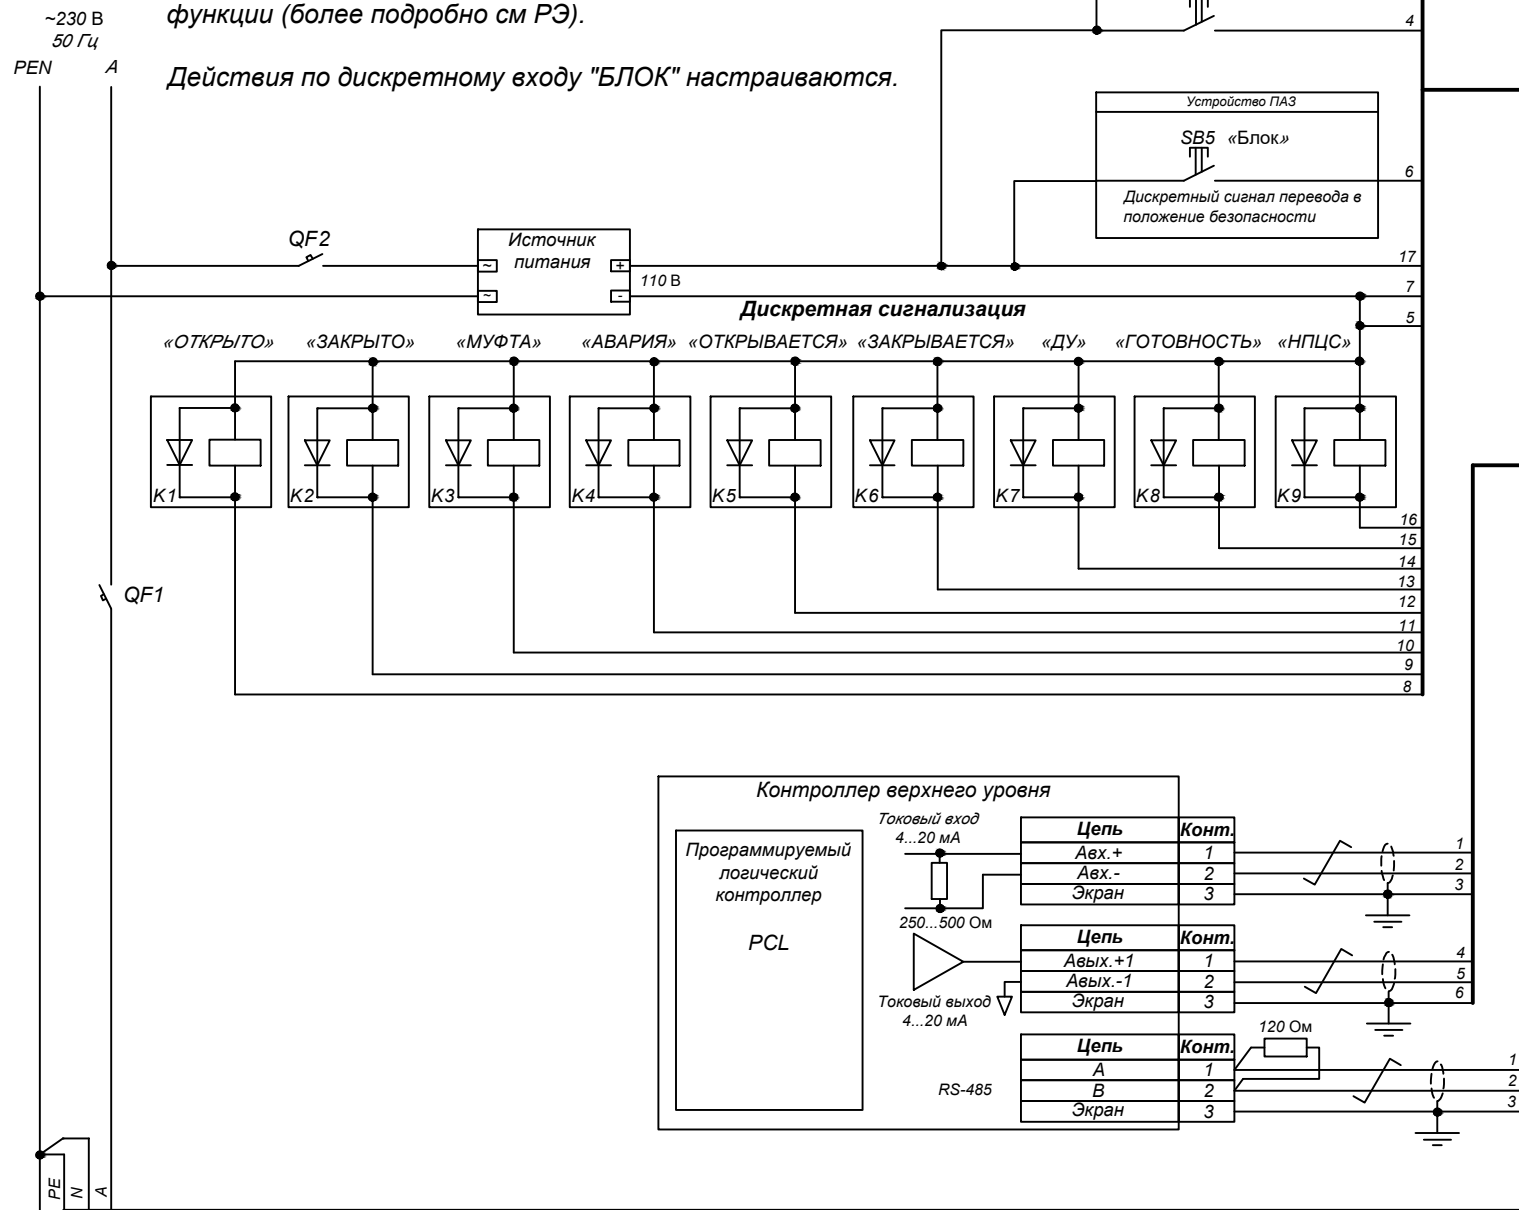 ~230 В
50 Гц
PEN
A
функции (более подробно см РЭ).
Действия по дискретному входу "БЛОК" настраиваются.
4
Устройство ПАЗ
SB5 «Блок»
6
Дискретный сигнал перевода в
положение безопасности
QF2
Источник
питания
~
+
~
-
110 В
17
7
5
Дискретная сигнализация
«ОТКРЫТО» «ЗАКРЫТО» «МУФТА» «АВАРИЯ» «ОТКРЫВАЕТСЯ» «ЗАКРЫВАЕТСЯ» «ДУ» «ГОТОВНОСТЬ» «НПЦС»
K1 K2 K3 K4 K5 K6 K7 K8 K9
16
15
14
13
12
11
10
9
8
QF1
Контроллер верхнего уровня
Программируемый
логический
контроллер
PCL
Токовый вход
4...20 мА
250...500 Ом
Цепь Конт.
Авх.+ 1
Авх.- 2
Экран 3
1
2
3
Токовый выход
4...20 мА
Цепь Конт.
Авых.+1 1
Авых.-1 2
Экран 3
4
5
6
RS-485
Цепь Конт.
A 1
B 2
Экран 3
120 Ом
1
2
3
PE
N
A